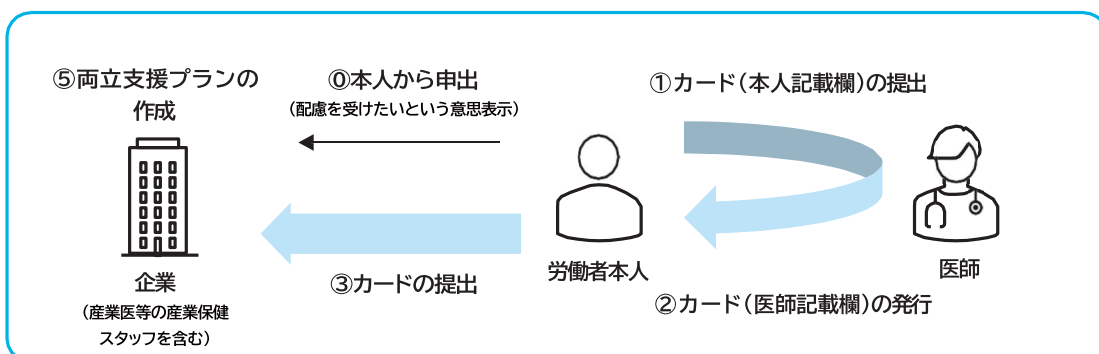 ⑤両立支援プランの
作成
企業
(産業医等の産業保健
スタッフを含む)
⓪本人から申出
(配慮を受けたいという意思表示)
③カードの提出
①カード(本人記載欄)の提出
労働者本人
医師
②カード(医師記載欄)の発行